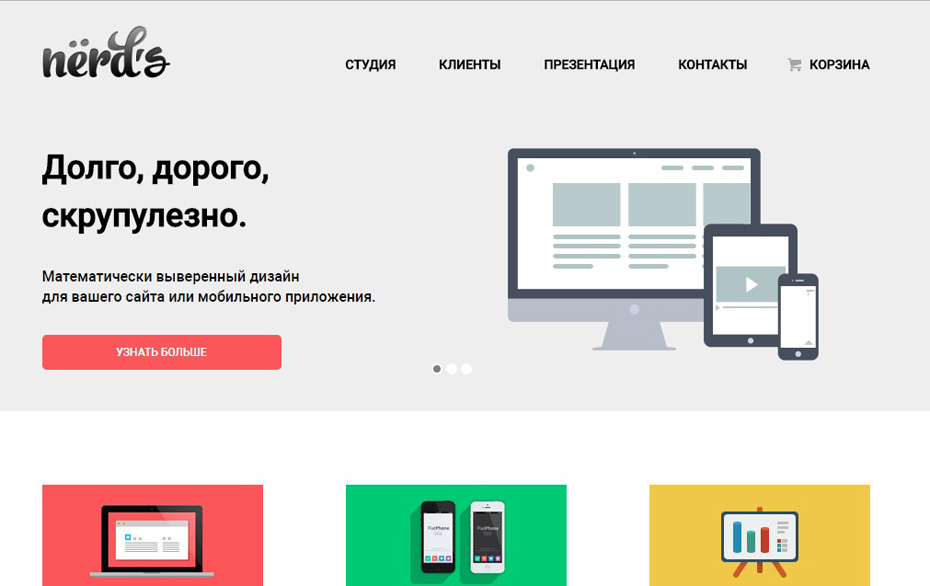 nёrd's
СТУДИЯ КЛИЕНТЫ ПРЕЗЕНТАЦИЯ КОНТАКТЫ КОРЗИНА
Долго, дорого,
скрупулезно.
Математически выверенный дизайн
для вашего сайта или мобильного приложения.
УЗНАТЬ БОЛЬШЕ
FlatPhone FlatPhone